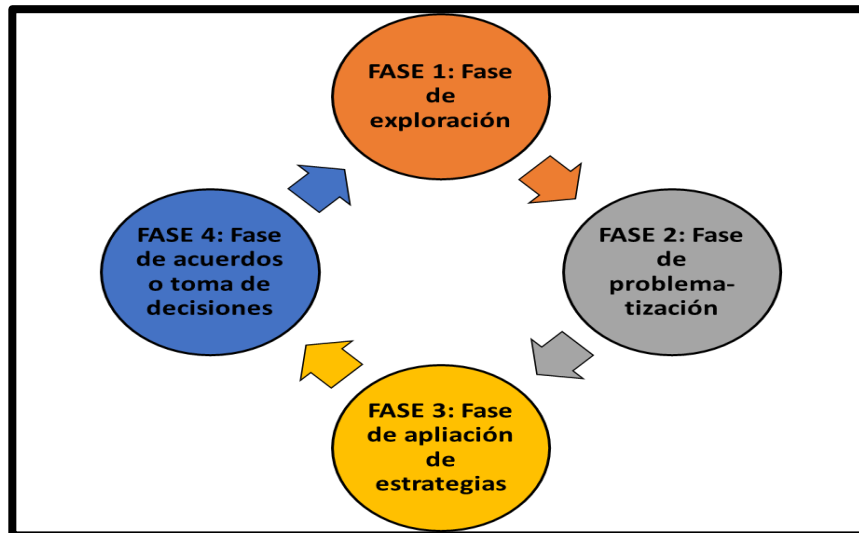 FASE 1: Fase
de
exploración
FASE 2: Fase
de
problema-
tización
FASE 3: Fase
de apliación
de
estrategias
FASE 4: Fase
de acuerdos
o toma de
decisiones